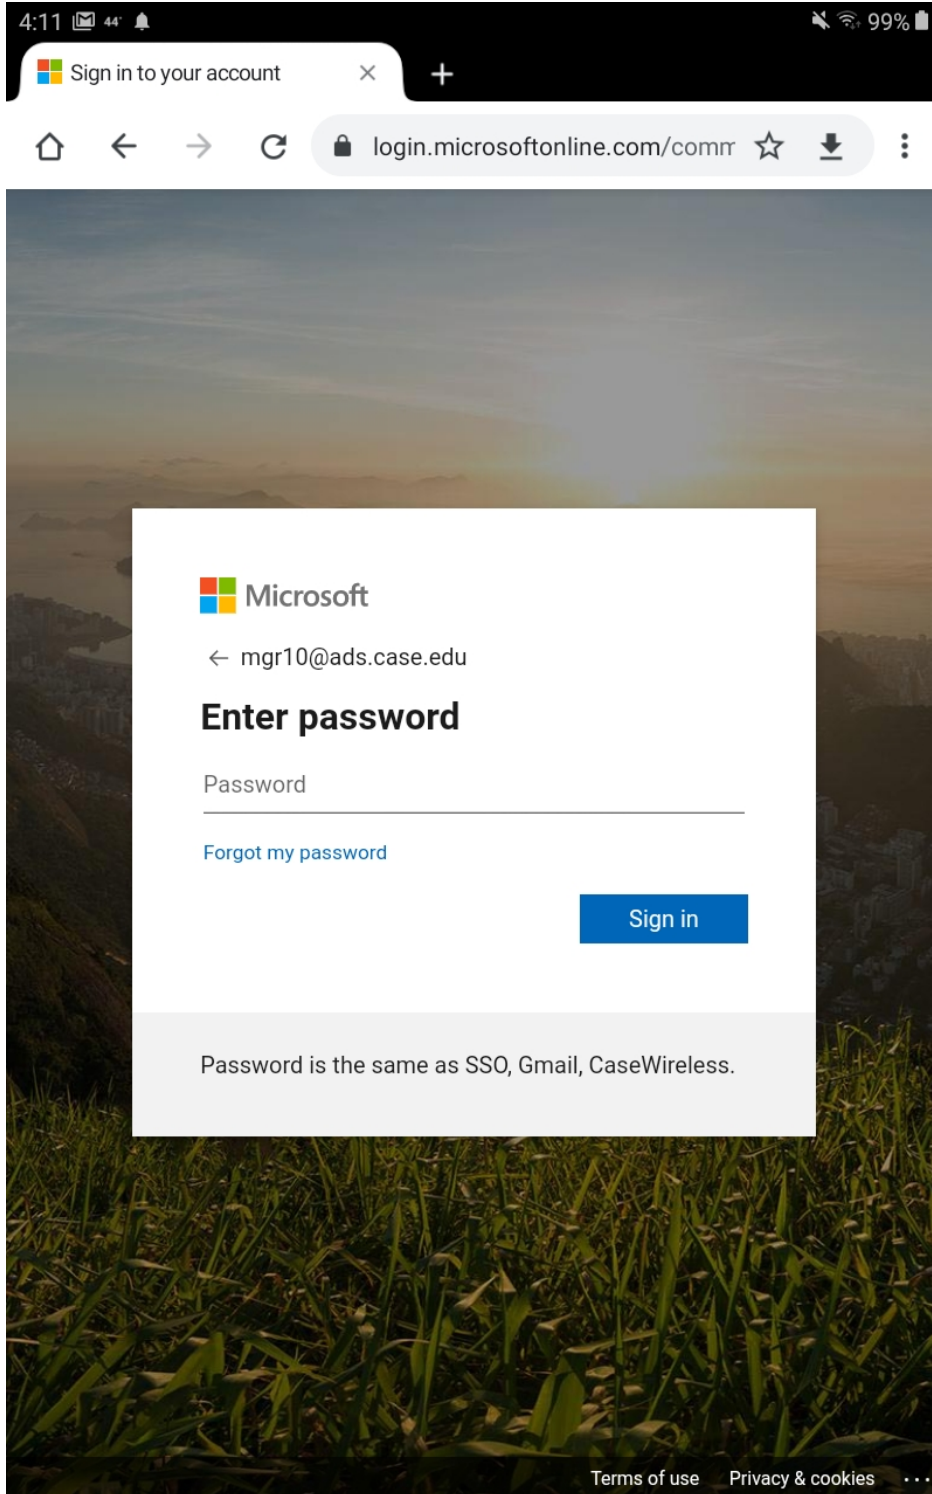 4:11 44° 99%
Sign in to your account
login.microsoftonline.com/comm
Microsoft
mgr10@ads.case.edu
Enter password
Password
Forgot my password
Sign in
Password is the same as SSO, Gmail, CaseWireless.
Terms of use Privacy & cookies ...